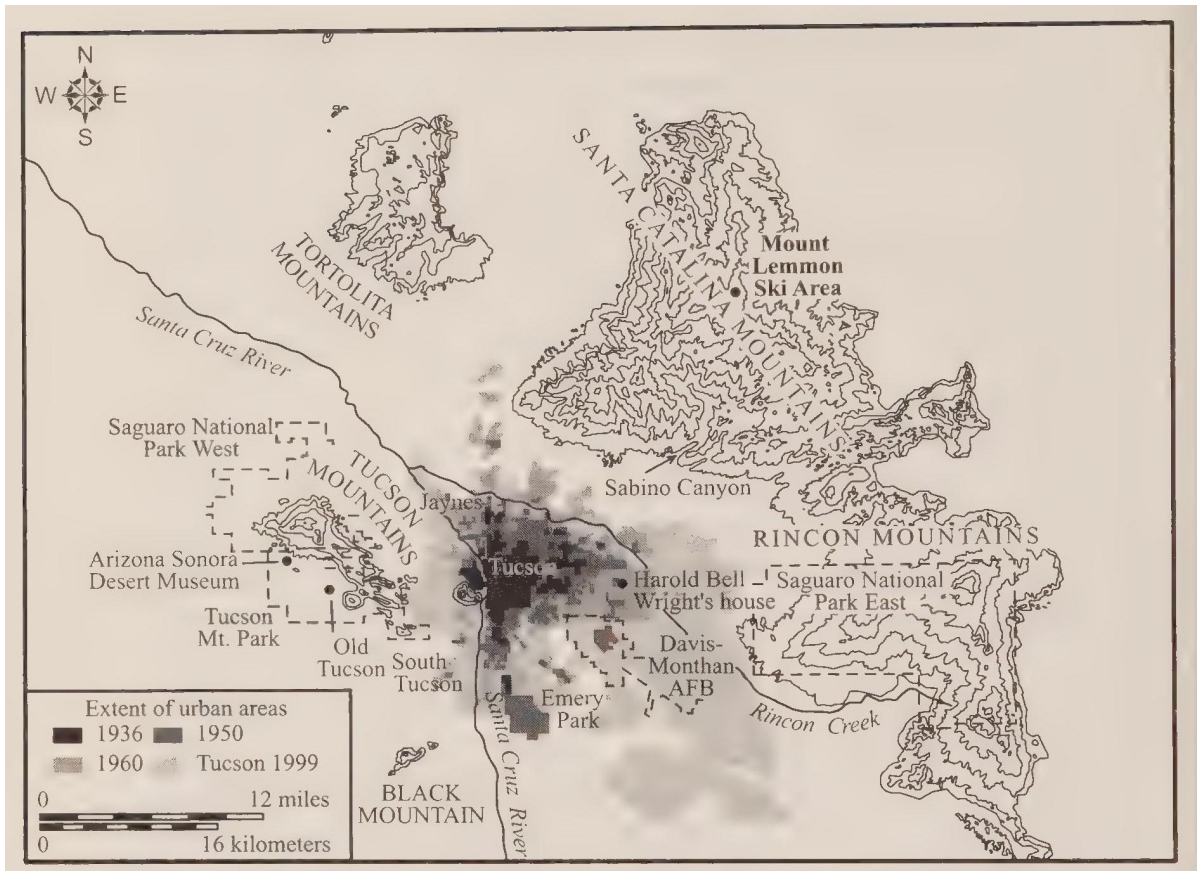 N
W E
S
SANTA CATALINA MOUNTAINS
Mount
Lemmon
Ski Area
TORTOLITA
MOUNTAINS
Santa Cruz River
Saguaro National
Park West
TUCSON
MOUNTAINS
Jaynes
Sabino Canyon
RINCON MOUNTAINS
Arizona Sonora
Desert Museum
Tucson
Harold Bell
Wright's house
Saguaro National
Park East
Tucson
Mt. Park
Old
Tucson
South
Tucson
Davis-
Monthan
AFB
Emery
Park
Rincon Creek
Santa Cruz River
BLACK
MOUNTAIN
Extent of urban areas
1936 1950
1960 Tucson 1999
0 12 miles
0 16 kilometers